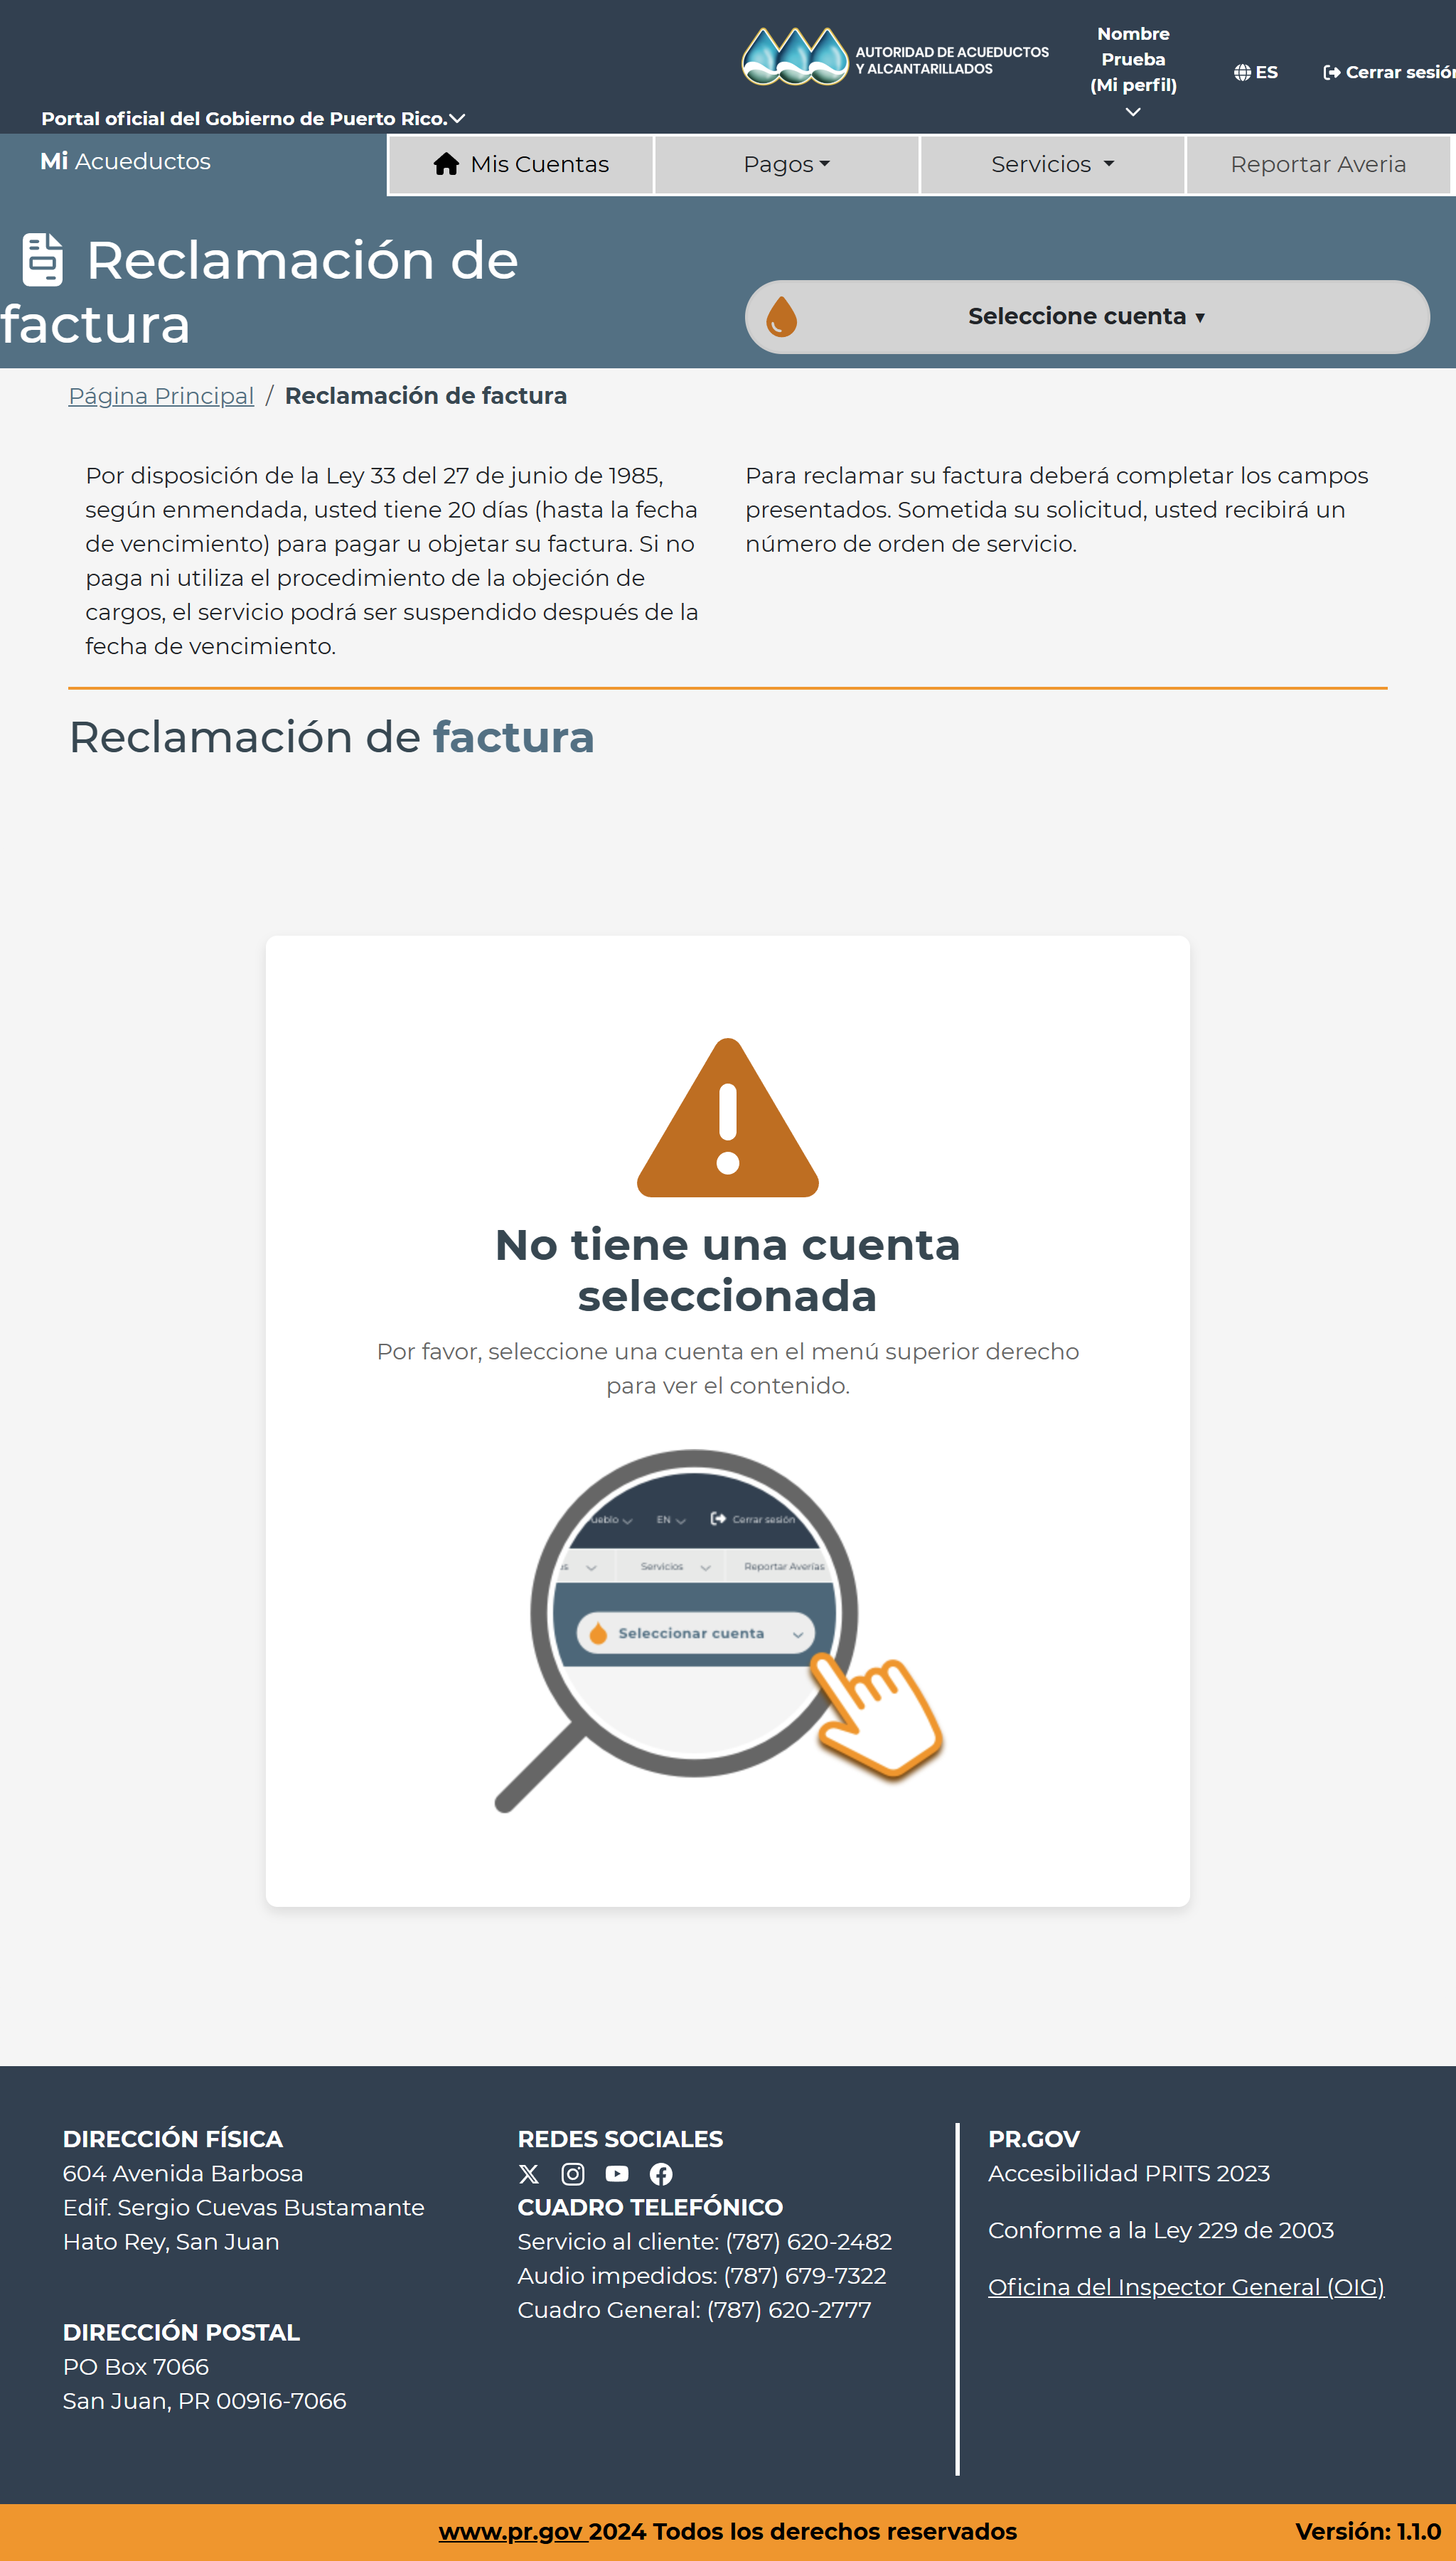 AUTORIDAD DE ACUEDUCTOS
Y ALCANTARILLADOS
Nombre
Prueba
(Mi perfil)
ES
Cerrar sesión
Portal oficial del Gobierno de Puerto Rico.
Mi Acueductos
Mis Cuentas
Pagos
Servicios
Reportar Averia
Reclamación de
factura
Seleccione cuenta
Página Principal / Reclamación de factura
Por disposición de la Ley 33 del 27 de junio de 1985,
según enmendada, usted tiene 20 días (hasta la fecha
de vencimiento) para pagar u objetar su factura. Si no
paga ni utiliza el procedimiento de la objeción de
cargos, el servicio podrá ser suspendido después de la
fecha de vencimiento.
Para reclamar su factura deberá completar los campos
presentados. Sometida su solicitud, usted recibirá un
número de orden de servicio.
Reclamación de factura
No tiene una cuenta
seleccionada
Por favor, seleccione una cuenta en el menú superior derecho
para ver el contenido.
ueblo
EN
Cerrar sesión
Servicios
Reportar Averías
Seleccionar cuenta
DIRECCIÓN FÍSICA
604 Avenida Barbosa
Edif. Sergio Cuevas Bustamante
Hato Rey, San Juan
DIRECCIÓN POSTAL
PO Box 7066
San Juan, PR 00916-7066
REDES SOCIALES
CUADRO TELEFÓNICO
Servicio al cliente: (787) 620-2482
Audio impedidos: (787) 679-7322
Cuadro General: (787) 620-2777
PR.GOV
Accesibilidad PRITS 2023
Conforme a la Ley 229 de 2003
Oficina del Inspector General (OIG)
www.pr.gov 2024 Todos los derechos reservados
Versión: 1.1.0